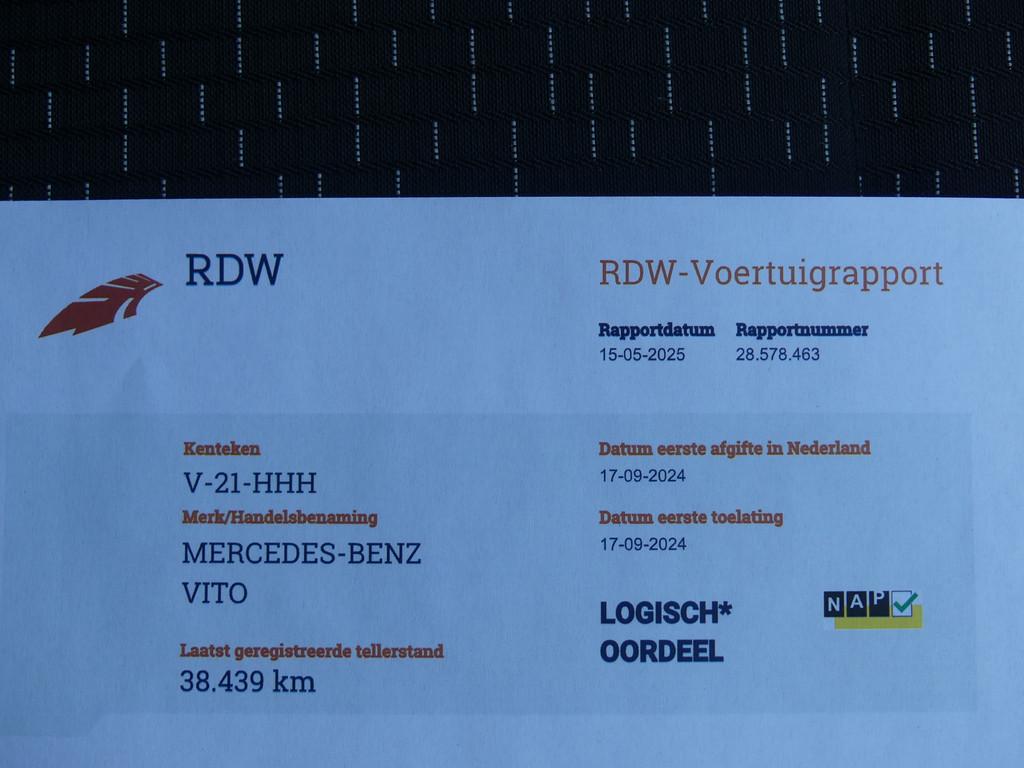 RDW
RDW-Voertuigrapport
Rapportdatum Rapportnummer
15-05-2025 28.578.463
Kenteken
V-21-HHH
Merk/Handelsbenaming
MERCEDES-BENZ
VITO
Laatst geregistreerde tellerstand
38.439 km
Datum eerste afgifte in Nederland
17-09-2024
Datum eerste toelating
17-09-2024
LOGISCH*
OORDEEL
NAP